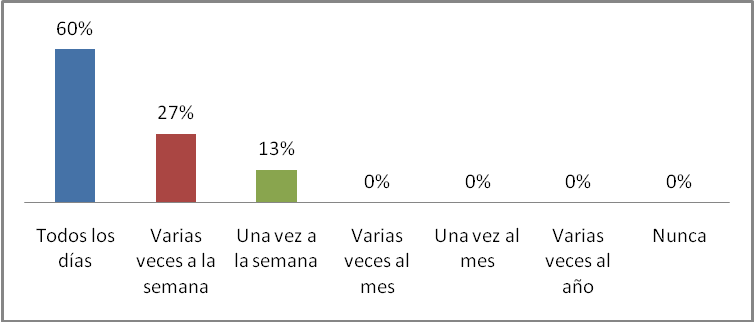 60%
27%
13%
0%
0%
0%
0%
Todos los
días
Varias
veces a la
semana
Una vez a
la semana
Varias
veces al
mes
Una vez al
mes
Varias
veces al
año
Nunca